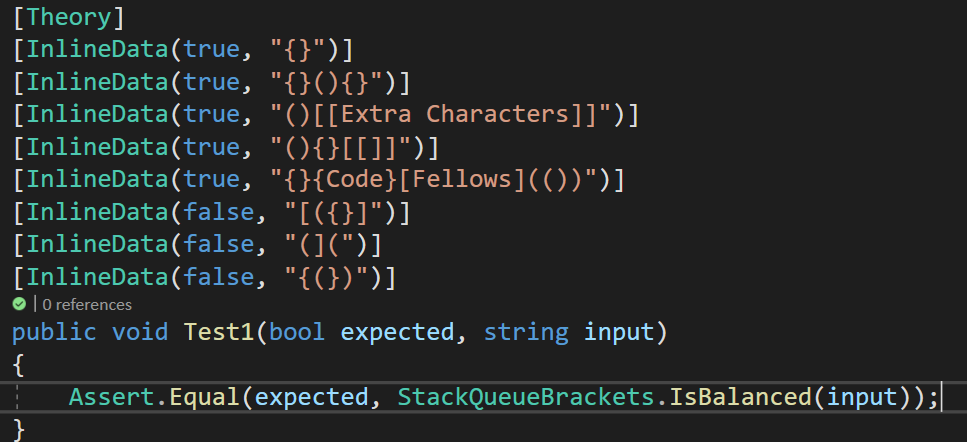 [Theory]
[InlineData(true, "{}")]
[InlineData(true, "{}(){}")]
[InlineData(true, "()[[Extra Characters]]")]
[InlineData(true, "(){}[[]]")]
[InlineData(true, "{}{Code}[Fellows](())")]
[InlineData(false, "[({}]")]
[InlineData(false, "(](")]
[InlineData(false, "{(})")]
| 0 references
public void Test1(bool expected, string input)
{
Assert.Equal(expected, StackQueueBrackets.IsBalanced(input));
}